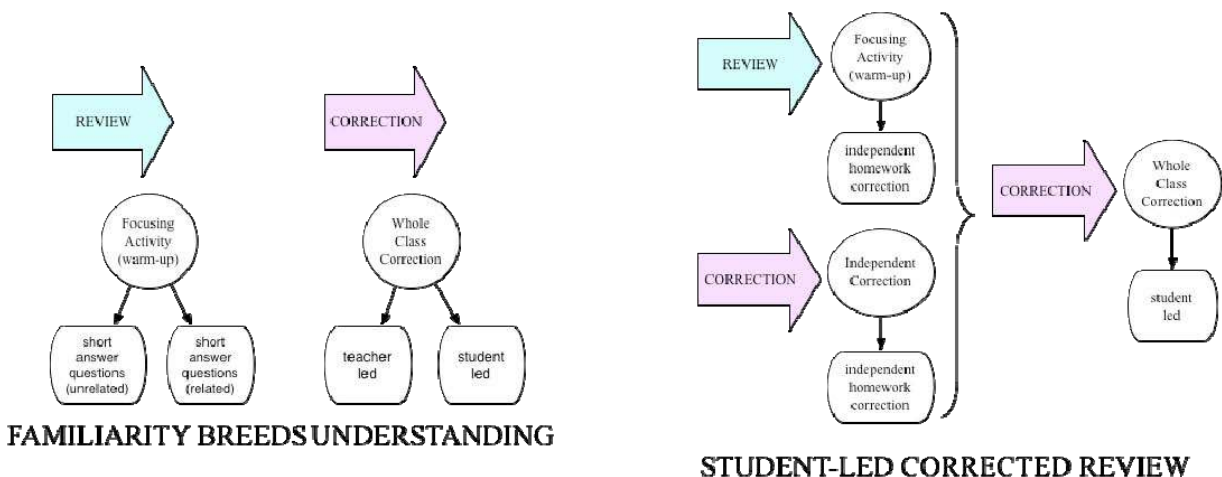 REVIEW
CORRECTION
Focusing
Activity
(warm-up)
Whole
Class
Correction
short
answer
questions
(unrelated)
short
answer
questions
(related)
teacher
led
student
led
FAMILIARITY BREEDS UNDERSTANDING
REVIEW
Focusing
Activity
(warm-up)
independent
homework
correction
CORRECTION
Independent
Correction
independent
homework
correction
CORRECTION
Whole
Class
Correction
student
led
STUDENT-LED CORRECTED REVIEW